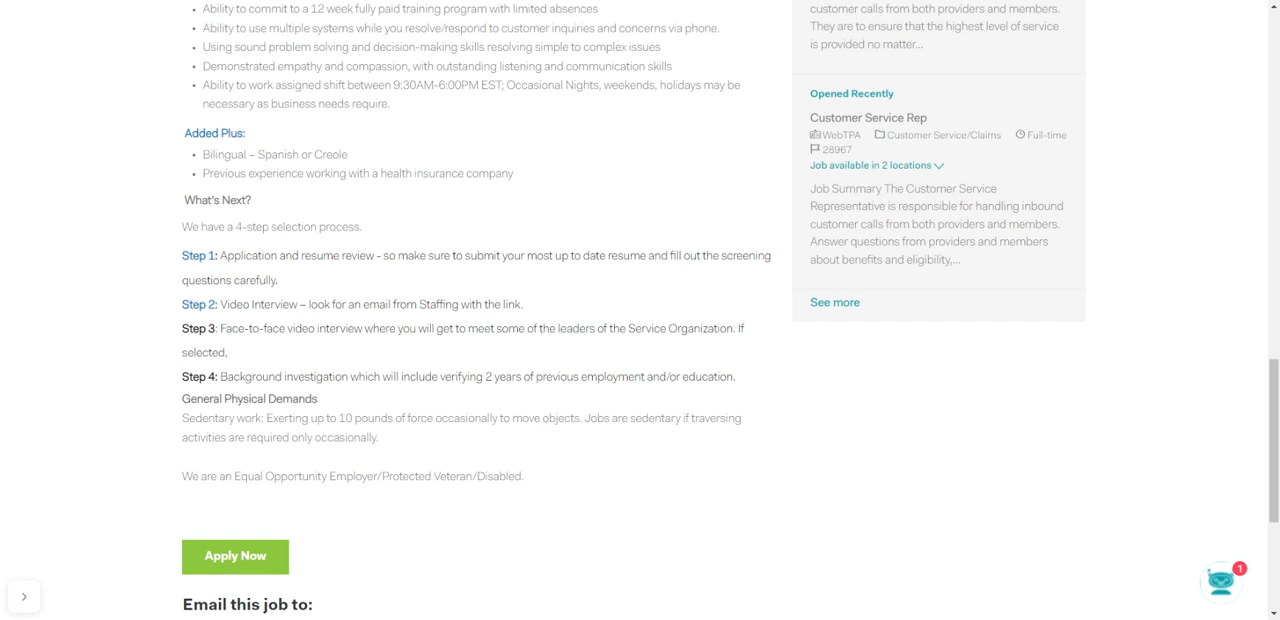 Ability to commit to a 12 week fully paid training program with limited absences
Ability to use multiple systems while you resolve/respond to customer inquiries and concerns via phone.
Using sound problem solving and decision-making skills resolving simple to complex issues
Demonstrated empathy and compassion, with outstanding listening and communication skills
Ability to work assigned shift between 9:30AM-6:00PM EST; Occasional Nights, weekends, holidays may be
necessary as business needs require.
Added Plus:
Bilingual – Spanish or Creole
Previous experience working with a health insurance company
What's Next?
We have a 4-step selection process.
Step 1: Application and resume review - so make sure to submit your most up to date resume and fill out the screening
questions carefully.
Step 2: Video Interview – look for an email from Staffing with the link.
Step 3: Face-to-face video interview where you will get to meet some of the leaders of the Service Organization. If
selected,
Step 4: Background investigation which will include verifying 2 years of previous employment and/or education.
General Physical Demands
Sedentary work: Exerting up to 10 pounds of force occasionally to move objects. Jobs are sedentary if traversing
activities are required only occasionally.
We are an Equal Opportunity Employer/Protected Veteran/Disabled.
Apply Now
Email this job to:
customer calls from both providers and members.
They are to ensure that the highest level of service
is provided no matter...
Opened Recently
Customer Service Rep
WebTPA Customer Service/Claims Full-time
28967
Job available in 2 locations
Job Summary The Customer Service
Representative is responsible for handling inbound
customer calls from both providers and members.
Answer questions from providers and members
about benefits and eligibility,...
See more
1